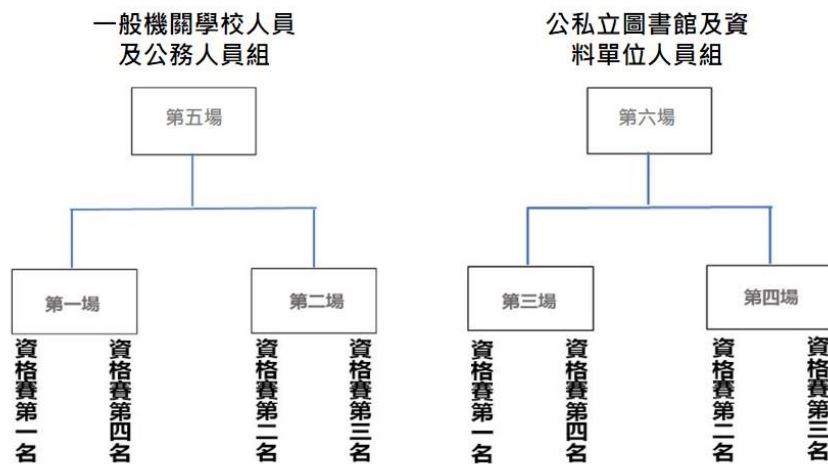 一般機關學校人員
及公務人員組
第五場
第一場
第二場
資格賽第一名
資格賽第四名
資格賽第二名
資格賽第三名
公私立圖書館及資
料單位人員組
第六場
第三場
第四場
資格賽第一名
資格賽第四名
資格賽第二名
資格賽第三名